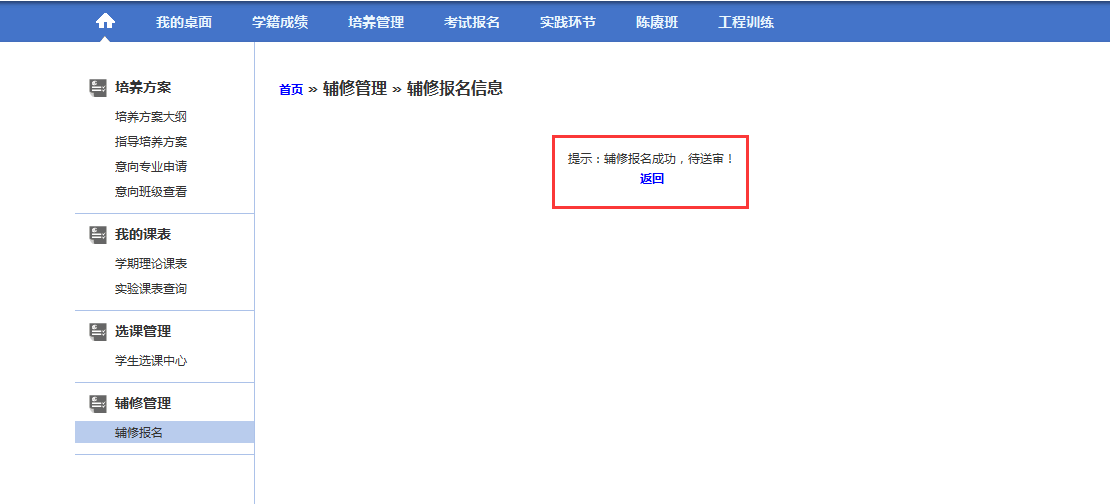 我的桌面 学籍成绩 培养管理 考试报名 实践环节 陈赓班 工程训练
培养方案
培养方案大纲
指导培养方案
意向专业申请
意向班级查看
我的课表
学期理论课表
实验课表查询
选课管理
学生选课中心
辅修管理
辅修报名
首页 » 辅修管理 » 辅修报名信息
提示：辅修报名成功，待送审！
返回